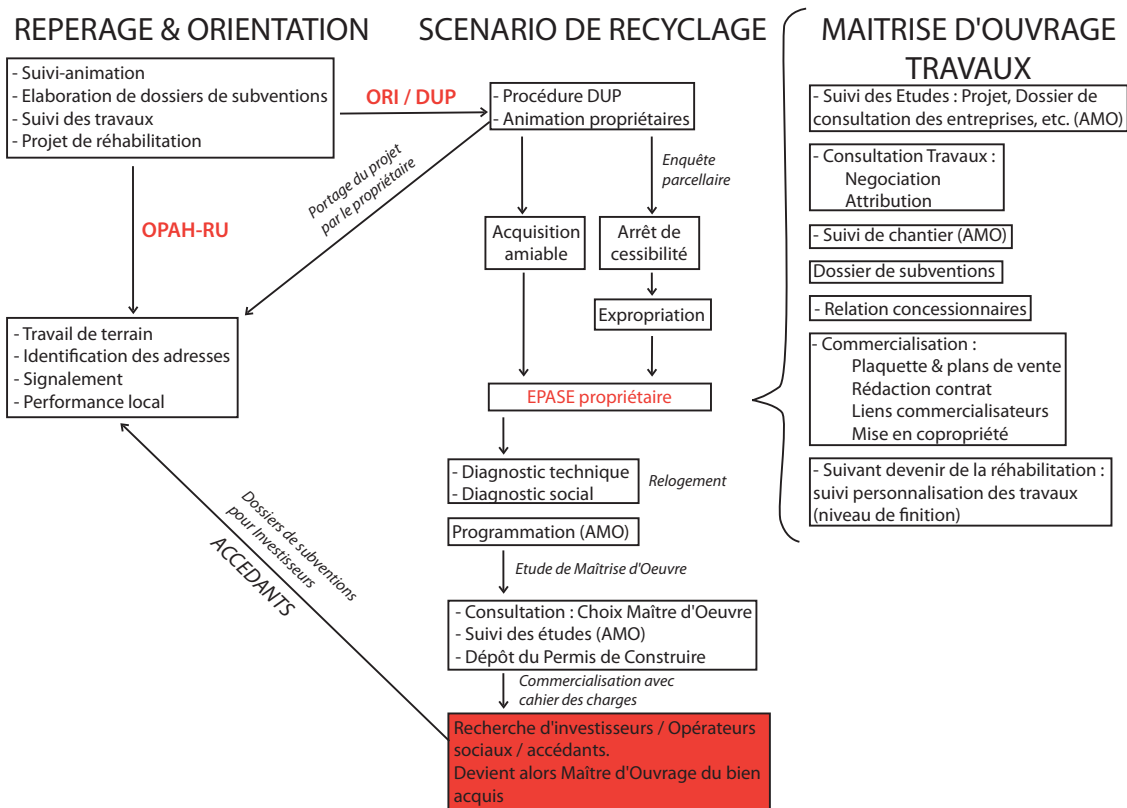 REPERAGE & ORIENTATION
- Suivi-animation
- Elaboration de dossiers de subventions
- Suivi des travaux
- Projet de réhabilitation
ORI / DUP
OPAH-RU
Portage du projet
par le propriétaire
- Travail de terrain
- Identification des adresses
- Signalement
- Performance local
Dossiers de subventions
pour Investisseurs
ACCEDANTS
SCENARIO DE RECYCLAGE
- Procédure DUP
- Animation propriétaires
Enquête
parcellaire
Acquisition
amiable
Arrêt de
cessibilité
Expropriation
EPASE propriétaire
- Diagnostic technique
- Diagnostic social
Relogement
Programmation (AMO)
Etude de Maîtrise d'Oeuvre
- Consultation : Choix Maître d'Oeuvre
- Suivi des études (AMO)
- Dépôt du Permis de Construire
Commercialisation avec
cahier des charges
Recherche d'investisseurs / Opérateurs
sociaux / accédants.
Devient alors Maître d'Ouvrage du bien
acquis
MAITRISE D'OUVRAGE
TRAVAUX
- Suivi des Etudes : Projet, Dossier de
consultation des entreprises, etc. (AMO)
- Consultation Travaux :
Negociation
Attribution
- Suivi de chantier (AMO)
Dossier de subventions
- Relation concessionnaires
- Commercialisation :
Plaquette & plans de vente
Rédaction contrat
Liens commercialisateurs
Mise en copropriété
- Suivant devenir de la réhabilitation :
suivi personnalisation des travaux
(niveau de finition)